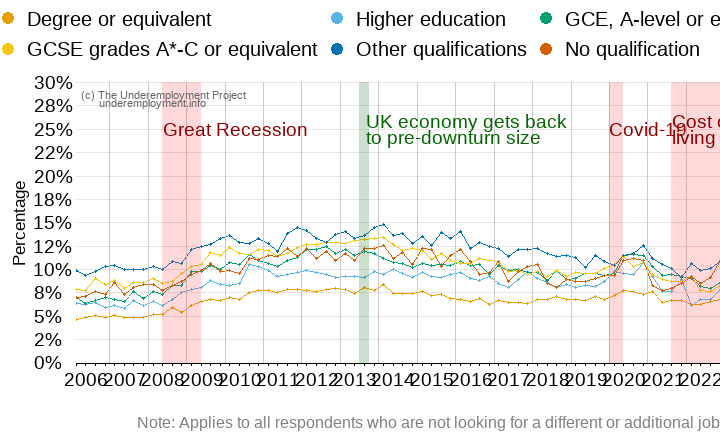 Degree or equivalent
Higher education
GCE, A-level or e
GCSE grades A*-C or equivalent
Other qualifications
No qualification
30%
28%
25%
22%
20%
18%
15%
12%
10%
8%
5%
2%
0%
Percentage
(c) The Underemployment Project
underemployment.info
Great Recession
UK economy gets back
to pre-downturn size
Covid-19
Cost o
living
2006 2007 2008 2009 2010 2011 2012 2013 2014 2015 2016 2017 2018 2019 2020 2021 2022
Note: Applies to all respondents who are not looking for a different or additional job